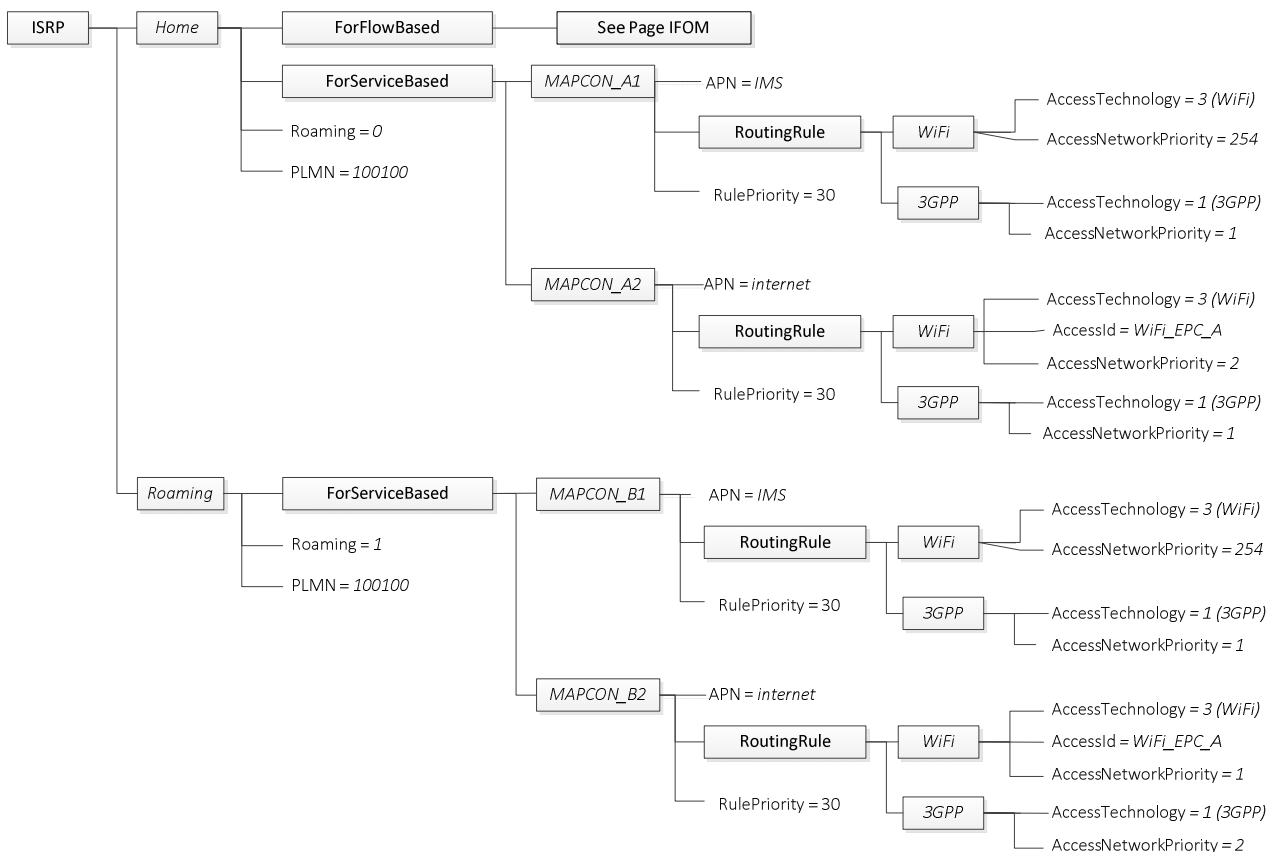 ISRP
Home
ForFlowBased
See Page IFOM
ForServiceBased
MAPCON_A1
APN = IMS
RoutingRule
WiFi
AccessTechnology = 3 (WiFi)
AccessNetworkPriority = 254
3GPP
AccessTechnology = 1 (3GPP)
AccessNetworkPriority = 1
RulePriority = 30
Roaming = 0
PLMN = 100100
MAPCON_A2
APN = internet
RoutingRule
WiFi
AccessTechnology = 3 (WiFi)
AccessId = WiFi_EPC_A
AccessNetworkPriority = 2
3GPP
AccessTechnology = 1 (3GPP)
AccessNetworkPriority = 1
RulePriority = 30
Roaming
ForServiceBased
MAPCON_B1
APN = IMS
RoutingRule
WiFi
AccessTechnology = 3 (WiFi)
AccessNetworkPriority = 254
3GPP
AccessTechnology = 1 (3GPP)
AccessNetworkPriority = 1
RulePriority = 30
Roaming = 1
PLMN = 100100
MAPCON_B2
APN = internet
RoutingRule
WiFi
AccessTechnology = 3 (WiFi)
AccessId = WiFi_EPC_A
AccessNetworkPriority = 1
3GPP
AccessTechnology = 1 (3GPP)
AccessNetworkPriority = 2
RulePriority = 30